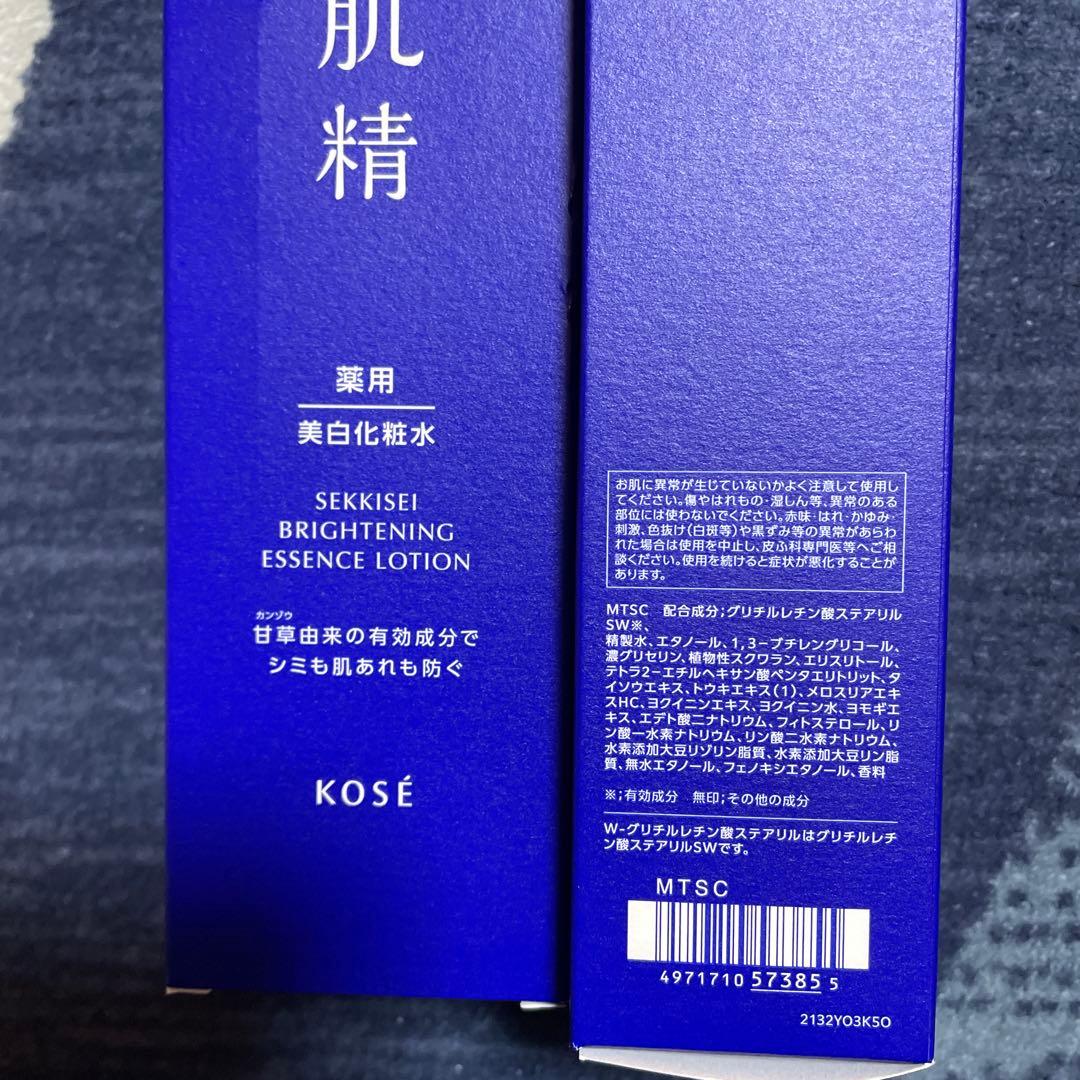 肌
精
薬用
美白化粧水
SEKKISEI
BRIGHTENING
ESSENCE LOTION
カンゾウ
甘草由来の有効成分で
シミも肌あれも防ぐ
KOSÉ
お肌に異常が生じていないかよく注意して使用し
てください。傷やはれもの・湿しん等、異常のある
部位には使わないでください。赤味・はれ・かゆみ・
刺激、色抜け(白斑等)や黒ずみ等の異常があらわ
れた場合は使用を中止し、皮ふ科専門医等へご相
談ください。使用を続けると症状が悪化することが
あります。
MTSC 配合成分;グリチルレチン酸ステアリル
SW※、
精製水、エタノール、1,3-ブチレングリコール、
濃グリセリン、植物性スクワラン、エリスリトール、
テトラ2-エチルヘキサン酸ペンタエリトリット、タ
イソウエキス、トウキエキス(1)、メロスリアエキ
スHC、ヨクイニンエキス、ヨクイニン水、ヨモギエ
キス、エデト酸二ナトリウム、フィトステロール、リ
ン酸一水素ナトリウム、リン酸二水素ナトリウム、
水素添加大豆リゾリン脂質、水素添加大豆リン脂
質、無水エタノール、フェノキシエタノール、香料
※;有効成分 無印;その他の成分
W-グリチルレチン酸ステアリルはグリチルレチ
ン酸ステアリルSWです。
MTSC
4971710 57385 5
2132YO3K5O